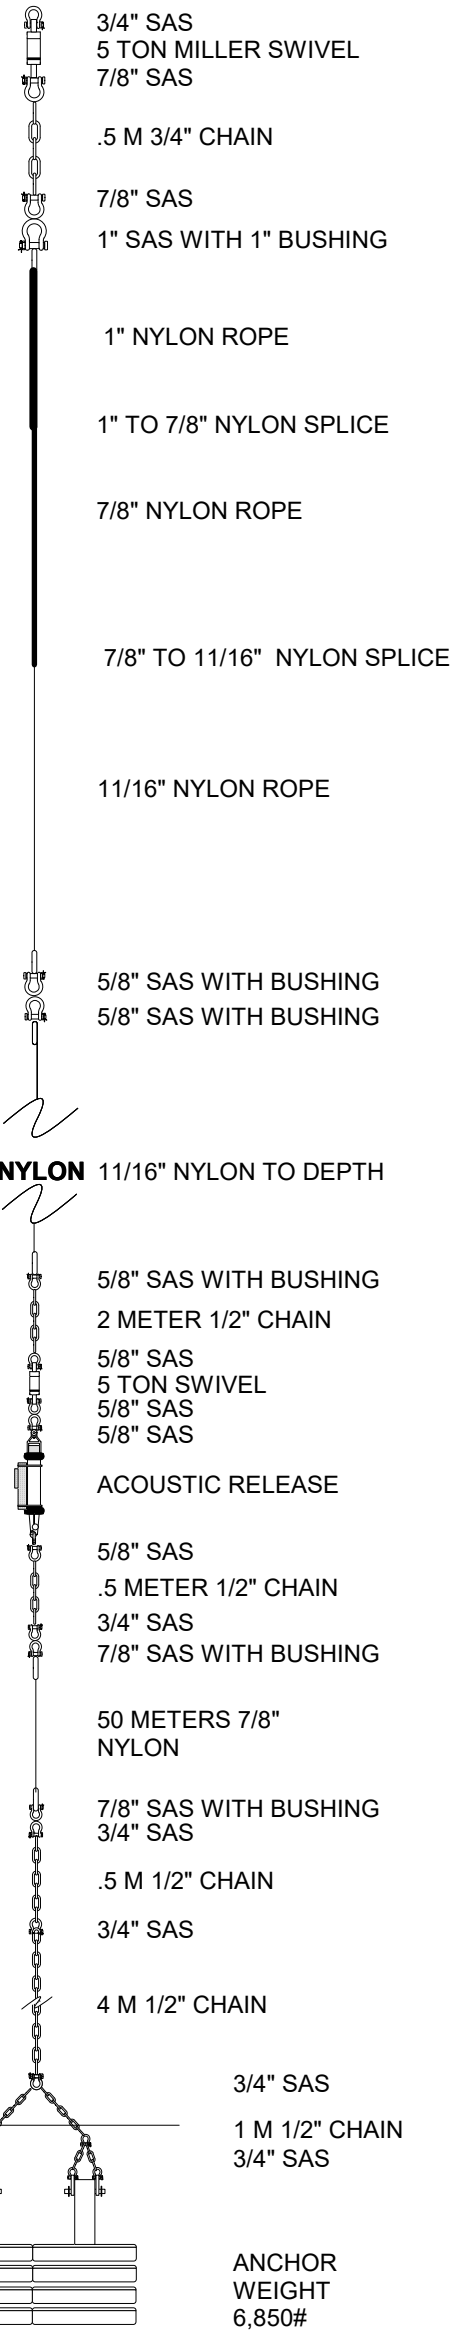 3/4" SAS
5 TON MILLER SWIVEL
7/8" SAS
.5 M 3/4" CHAIN
7/8" SAS
1" SAS WITH 1" BUSHING
1" NYLON ROPE
1" TO 7/8" NYLON SPLICE
7/8" NYLON ROPE
7/8" TO 11/16" NYLON SPLICE
11/16" NYLON ROPE
5/8" SAS WITH BUSHING
5/8" SAS WITH BUSHING
NYLON 11/16" NYLON TO DEPTH
5/8" SAS WITH BUSHING
2 METER 1/2" CHAIN
5/8" SAS
5 TON SWIVEL
5/8" SAS
5/8" SAS
ACOUSTIC RELEASE
5/8" SAS
.5 METER 1/2" CHAIN
3/4" SAS
7/8" SAS WITH BUSHING
50 METERS 7/8"
NYLON
7/8" SAS WITH BUSHING
3/4" SAS
.5 M 1/2" CHAIN
3/4" SAS
4 M 1/2" CHAIN
3/4" SAS
1 M 1/2" CHAIN
3/4" SAS
ANCHOR
WEIGHT
6,850#